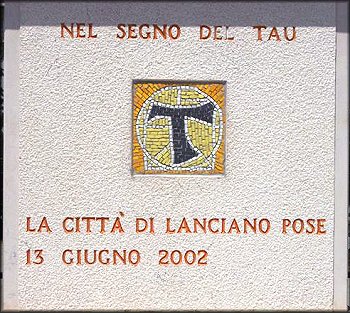 NEL SEGNO DEL TAU
T
LA CITTÀ DI LANCIANO POSE
13 GIUGNO 2002